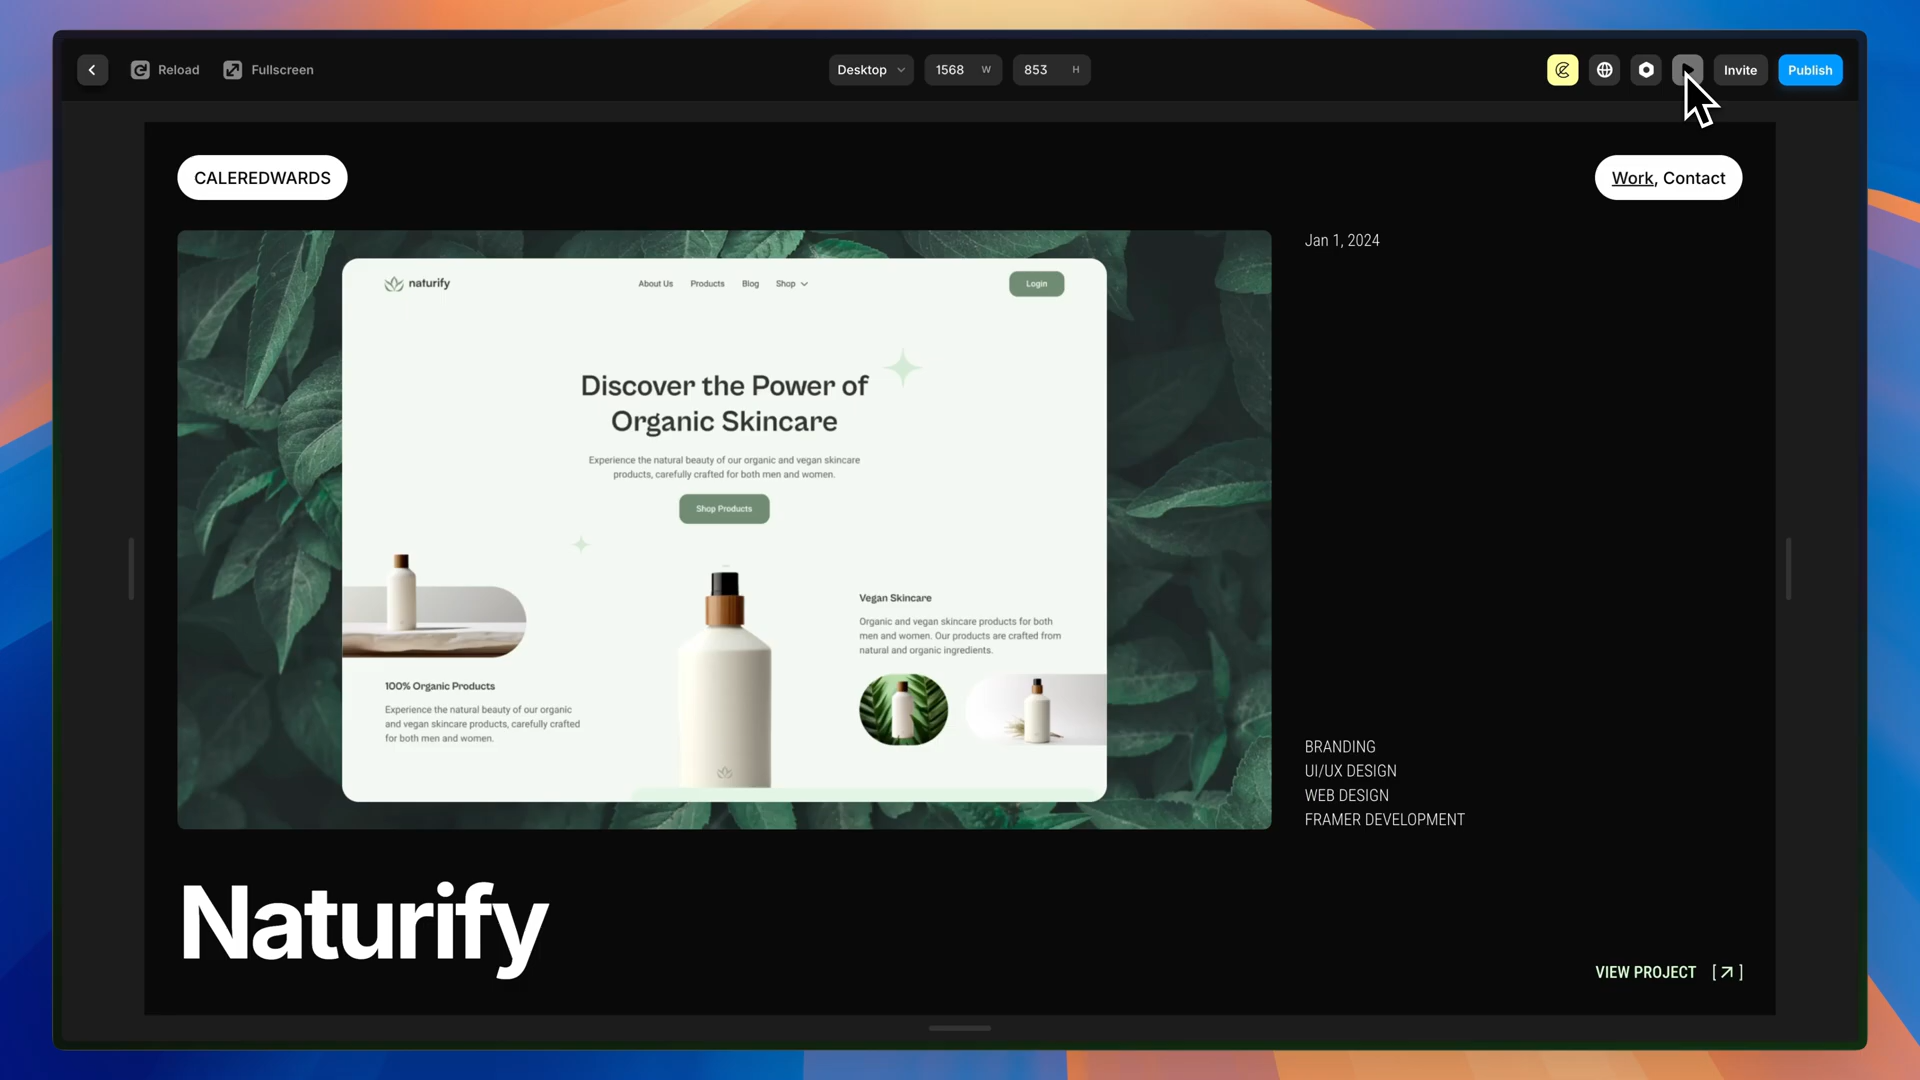 Reload
Fullscreen
Desktop
1568 W
853 H
Invite
Publish
CALEREDWARDS
Work, Contact
Jan 1, 2024
naturify
About Us
Products
Blog
Shop
Login
Discover the Power of
Organic Skincare
Experience the natural beauty of our organic and vegan skincare
products, carefully crafted for both men and women.
Shop Products
Vegan Skincare
Organic and vegan skincare products for both
men and women. Our products are crafted from
natural and organic ingredients.
100% Organic Products
Experience the natural beauty of our organic
and vegan skincare products, carefully crafted
for both men and women.
BRANDING
UI/UX DESIGN
WEB DESIGN
FRAMER DEVELOPMENT
Naturify
VIEW PROJECT [↗]